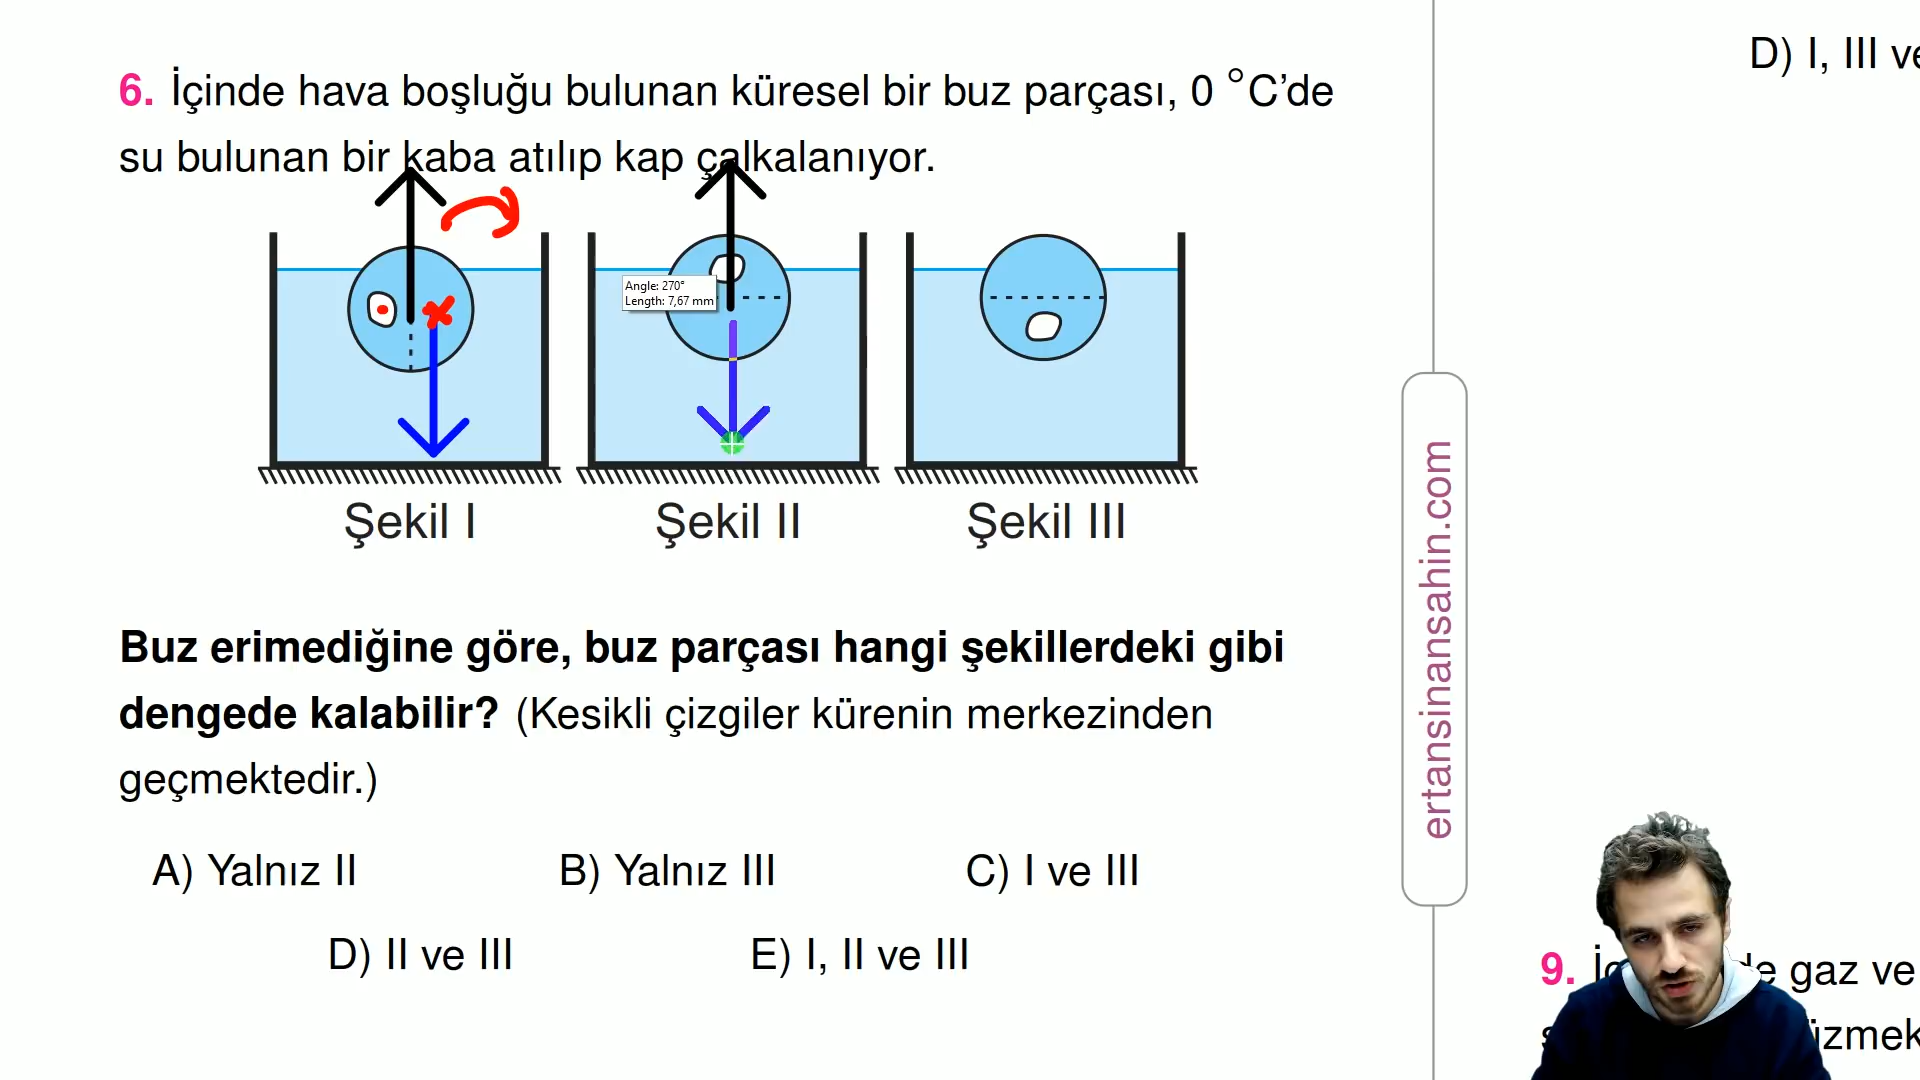 6. İçinde hava boşluğu bulunan küresel bir buz parçası, 0 °C'de
su bulunan bir kaba atılıp kap çalkalanıyor.
Angle: 270°
Length: 7,67 mm
Şekil I
Şekil II
Şekil III
Buz erimediğine göre, buz parçası hangi şekillerdeki gibi
dengede kalabilir? (Kesikli çizgiler kürenin merkezinden
geçmektedir.)
A) Yalnız II
B) Yalnız III
C) I ve III
D) II ve III
E) I, II ve III
ertansinansahin.com
D) I, III
9.
gaz ve